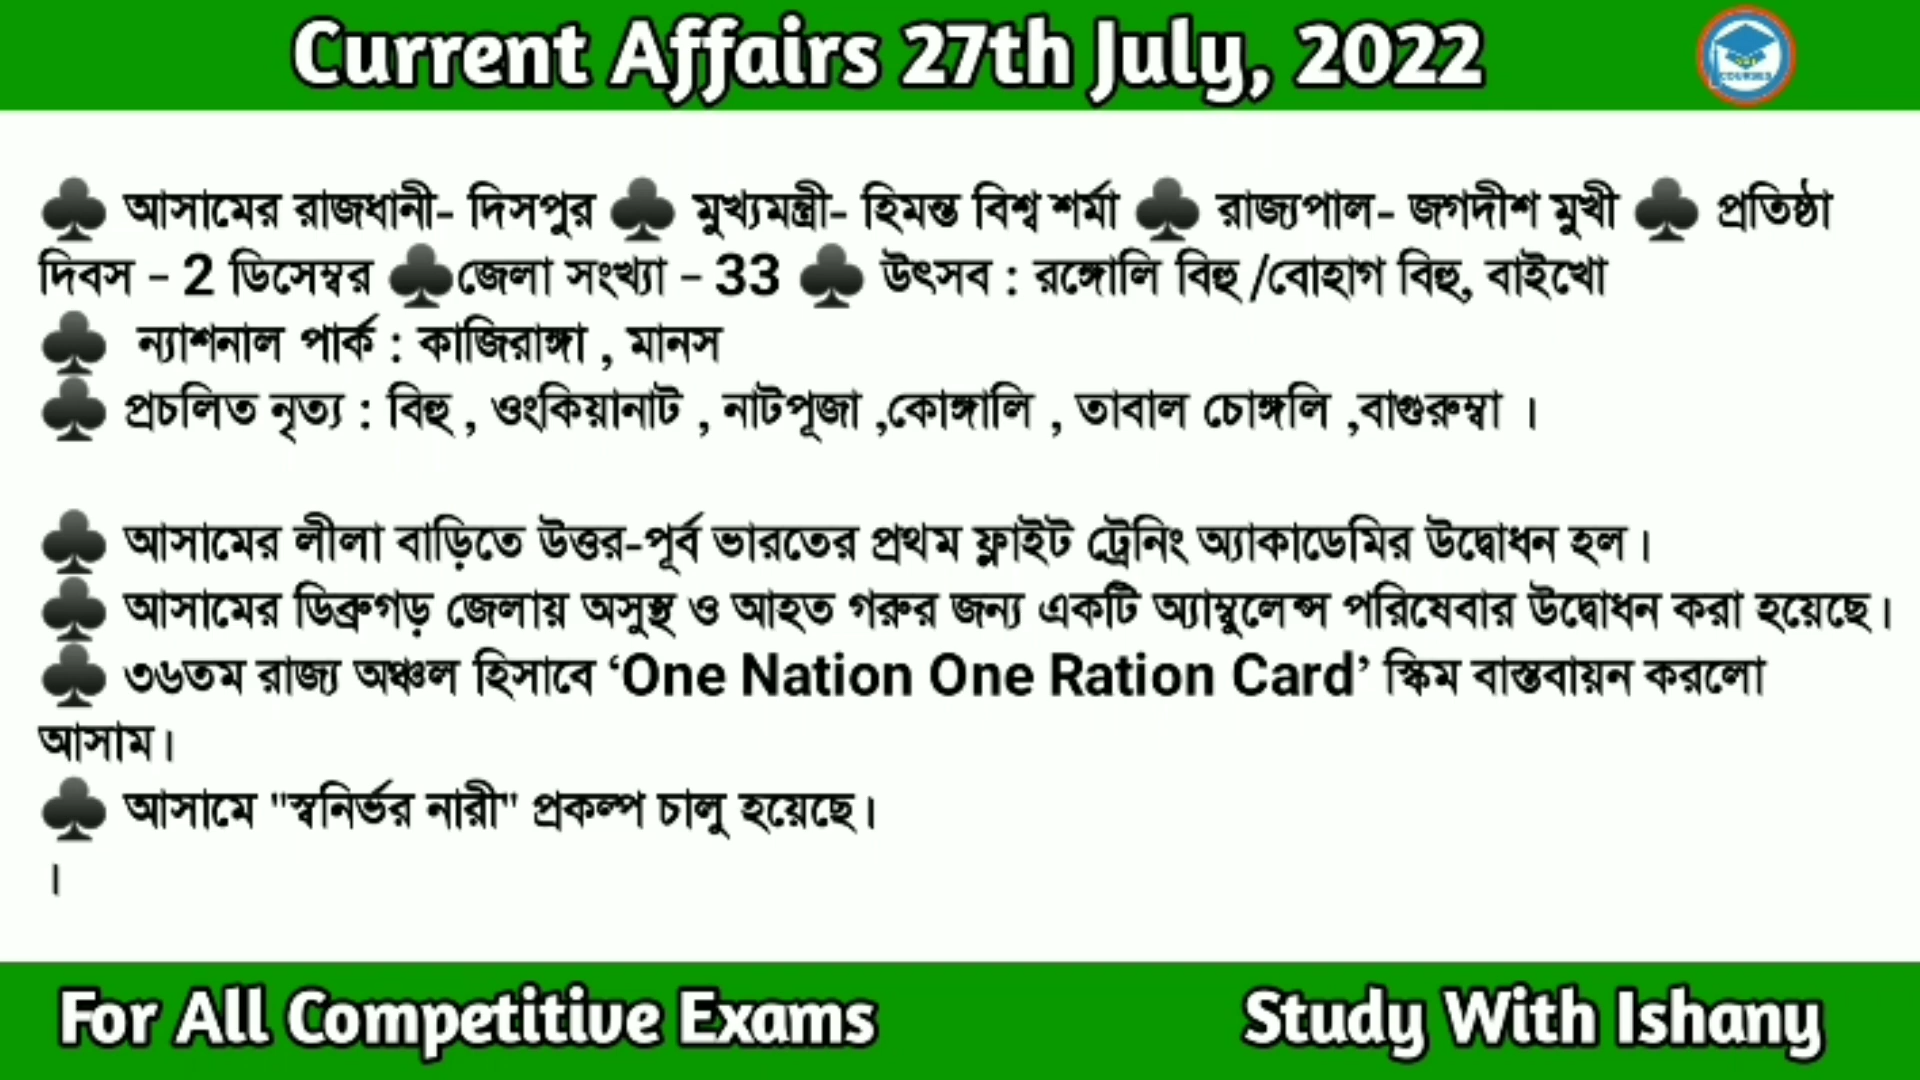 Current Affairs 27th July, 2022
COURSES
♣ আসামের রাজধানী- দিসপুর ♣ মুখ্যমন্ত্রী- হিমন্ত বিশ্ব শর্মা ♣ রাজ্যপাল- জগদীশ মুখী ♣ প্রতিষ্ঠা
দিবস – 2 ডিসেম্বর ♣জেলা সংখ্যা – 33 ♣ উৎসব : রঙ্গোলি বিহু /বোহাগ বিহু, বাইখো
♣ ন্যাশনাল পার্ক : কাজিরাঙ্গা , মানস
♣ প্রচলিত নৃত্য : বিহু , ওংকিয়ানাট , নাটপূজা ,কোঙ্গালি , তাবাল চোঙ্গলি ,বাগুরুম্বা ।
♣ আসামের লীলা বাড়িতে উত্তর-পূর্ব ভারতের প্রথম ফ্লাইট ট্রেনিং অ্যাকাডেমির উদ্বোধন হল।
♣ আসামের ডিব্রুগড় জেলায় অসুস্থ ও আহত গরুর জন্য একটি অ্যাম্বুলেন্স পরিষেবার উদ্বোধন করা হয়েছে।
♣ ৩৬তম রাজ্য অঞ্চল হিসাবে ‘One Nation One Ration Card’ স্কিম বাস্তবায়ন করলো
আসাম।
♣ আসামে "স্বনির্ভর নারী" প্রকল্প চালু হয়েছে।
।
For All Competitive Exams
Study With Ishany